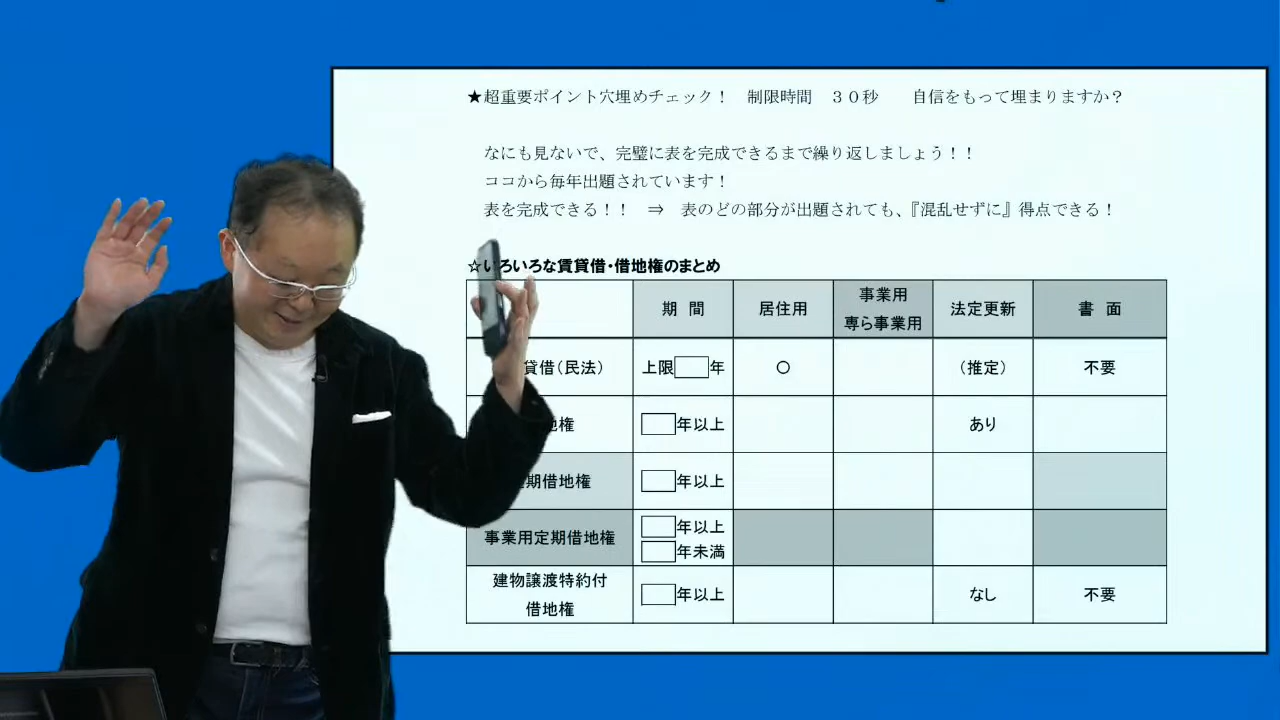 ★超重要ポイント穴埋めチェック！ 制限時間 ３０秒 自信をもって埋まりますか？
なにも見ないで、完璧に表を完成できるまで繰り返しましょう！！
ココから毎年出題されています！
表を完成できる！！ ⇒ 表のどの部分が出題されても、『混乱せずに』得点できる！
☆いろいろな賃貸借・借地権のまとめ
期 間 居住用 事業用 専ら事業用 法定更新 書 面
貸借（民法） 上限 年 〇 （推定） 不要
地権 年以上 あり
期借地権 年以上
事業用定期借地権 年以上 年未満
建物譲渡特約付 借地権 年以上 なし 不要